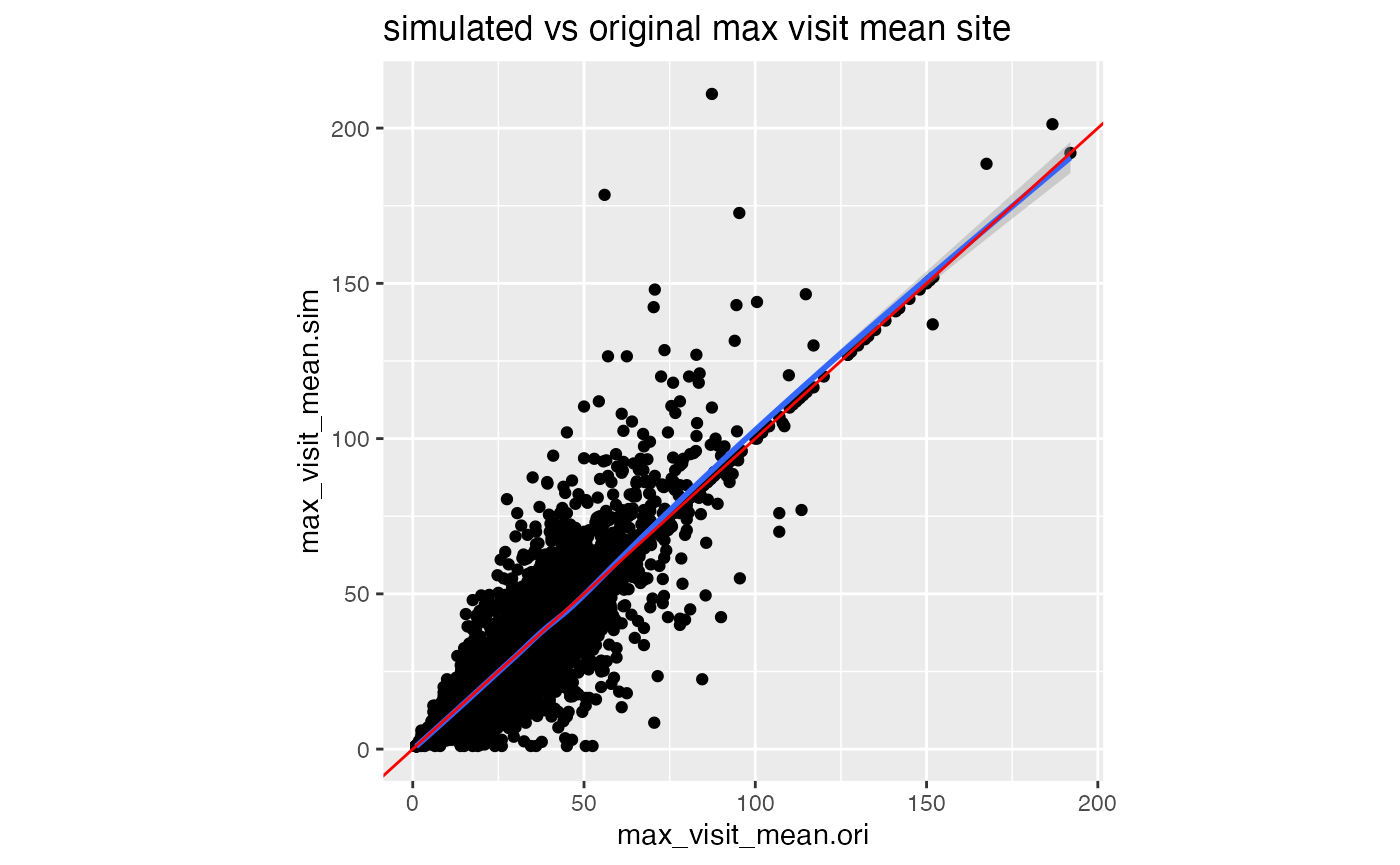 simulated vs original max visit mean site
max_visit_mean.sim
200
150
100
50
0
0 50 100 150 200
max_visit_mean.ori